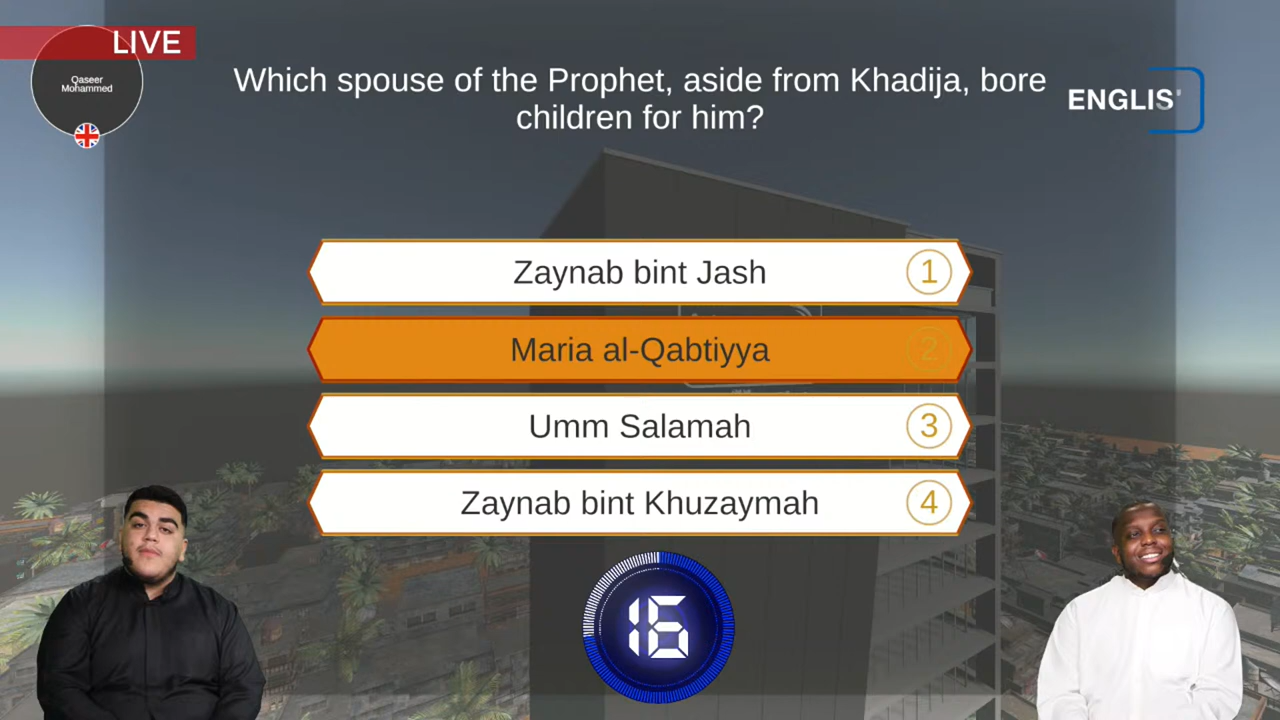 LIVE
Qaseer
Mohammed
Which spouse of the Prophet, aside from Khadija, bore
children for him?
ENGLIS
Zaynab bint Jash 1
Maria al-Qabtiyya 2
Umm Salamah 3
Zaynab bint Khuzaymah 4
16